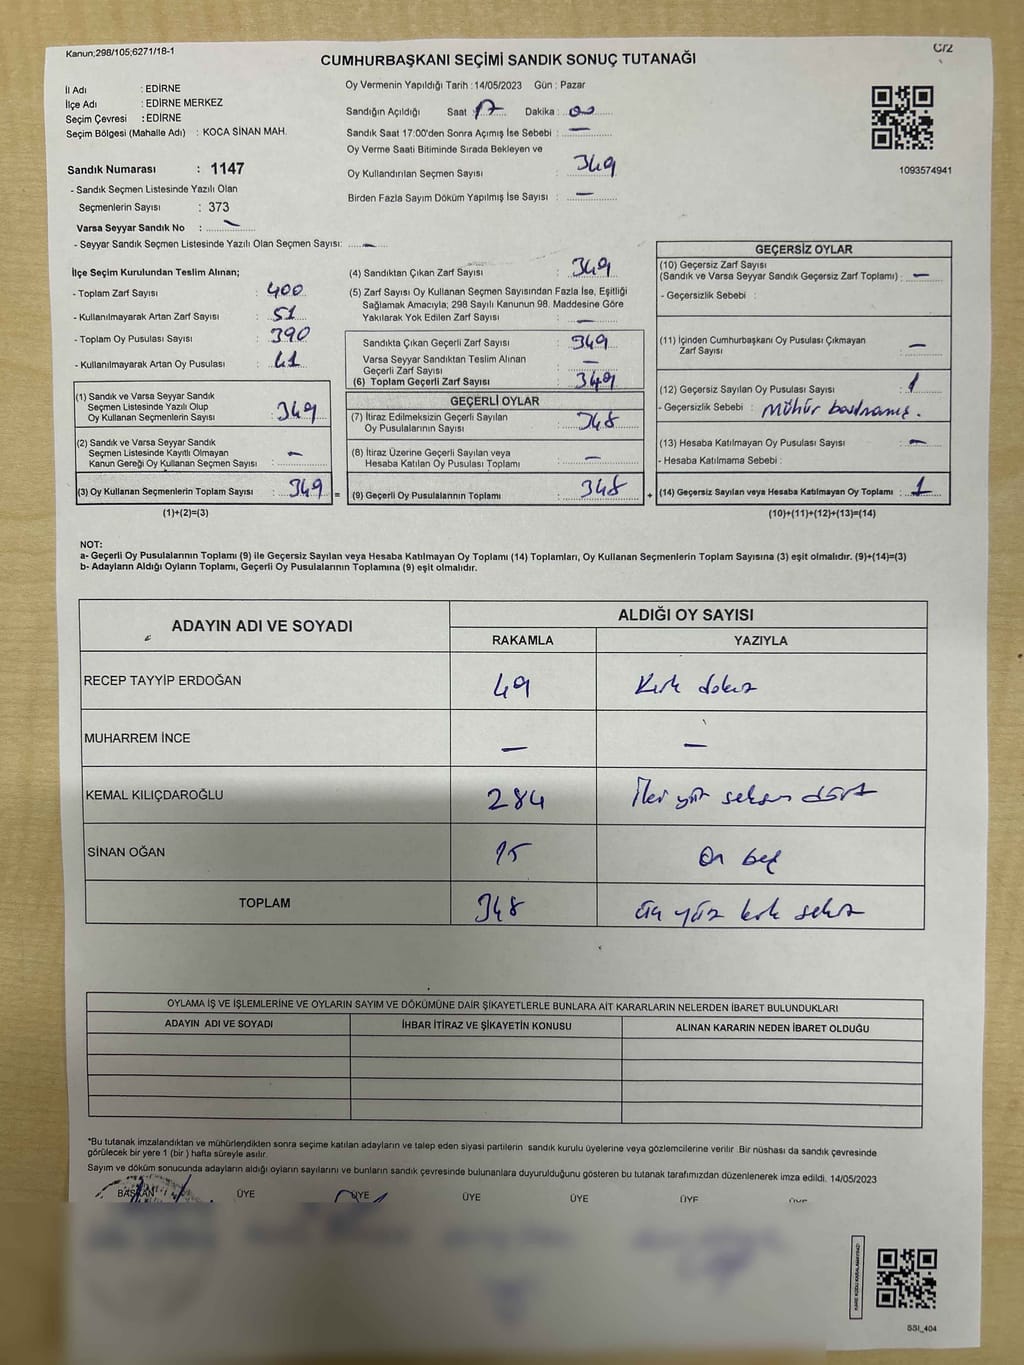 Kanun;298/105;6271/18-1
C/2
CUMHURBAŞKANI SEÇİMİ SANDIK SONUÇ TUTANAĞI
İl Adı : EDİRNE
İlçe Adı : EDİRNE MERKEZ
Seçim Çevresi : EDİRNE
Seçim Bölgesi (Mahalle Adı) : KOCA SİNAN MAH.
Sandık Numarası : 1147
- Sandık Seçmen Listesinde Yazılı Olan
Seçmenlerin Sayısı : 373
Varsa Seyyar Sandık No : —
- Seyyar Sandık Seçmen Listesinde Yazılı Olan Seçmen Sayısı: —
Oy Vermenin Yapıldığı Tarih : 14/05/2023 Gün : Pazar
Sandığın Açıldığı Saat : 17 Dakika : 00
Sandık Saat 17:00'den Sonra Açımış İse Sebebi : —
Oy Verme Saati Bitiminde Sırada Bekleyen ve
Oy Kullandırılan Seçmen Sayısı : 349
Birden Fazla Sayım Döküm Yapılmış İse Sayısı : —
1093574941
İlçe Seçim Kurulundan Teslim Alınan;
- Toplam Zarf Sayısı : 400
- Kullanılmayarak Artan Zarf Sayısı : 51
- Toplam Oy Pusulası Sayısı : 390
- Kullanılmayarak Artan Oy Pusulası : 41
(1) Sandık ve Varsa Seyyar Sandık
Seçmen Listesinde Yazılı Olup
Oy Kullanan Seçmenlerin Sayısı : 349
(2) Sandık ve Varsa Seyyar Sandık
Seçmen Listesinde Kayıtlı Olmayan
Kanun Gereği Oy Kullanan Seçmen Sayısı : —
(3) Oy Kullanan Seçmenlerin Toplam Sayısı : 349 =
(1)+(2)=(3)
(4) Sandıktan Çıkan Zarf Sayısı : 349
(5) Zarf Sayısı Oy Kullanan Seçmen Sayısından Fazla İse, Eşitliği
Sağlamak Amacıyla; 298 Sayılı Kanunun 98. Maddesine Göre
Yakılarak Yok Edilen Zarf Sayısı : —
Sandıkta Çıkan Geçerli Zarf Sayısı : 349
Varsa Seyyar Sandıktan Teslim Alınan
Geçerli Zarf Sayısı : —
(6) Toplam Geçerli Zarf Sayısı : 349
GEÇERLİ OYLAR
(7) İtiraz Edilmeksizin Geçerli Sayılan
Oy Pusulalarının Sayısı : 348
(8) İtiraz Üzerine Geçerli Sayılan veya
Hesaba Katılan Oy Pusulası Toplamı : —
(9) Geçerli Oy Pusulalarının Toplamı : 348 +
GEÇERSİZ OYLAR
(10) Geçersiz Zarf Sayısı
(Sandık ve Varsa Seyyar Sandık Geçersiz Zarf Toplamı) : —
- Geçersizlik Sebebi :
(11) İçinden Cumhurbaşkanı Oy Pusulası Çıkmayan
Zarf Sayısı : —
(12) Geçersiz Sayılan Oy Pusulası Sayısı : 1
- Geçersizlik Sebebi : Mühür basılmamış.
(13) Hesaba Katılmayan Oy Pusulası Sayısı : —
- Hesaba Katılmama Sebebi :
(14) Geçersiz Sayılan veya Hesaba Katılmayan Oy Toplamı : 1
(10)+(11)+(12)+(13)=(14)
NOT:
a- Geçerli Oy Pusulalarının Toplamı (9) ile Geçersiz Sayılan veya Hesaba Katılmayan Oy Toplamı (14) Toplamları, Oy Kullanan Seçmenlerin Toplam Sayısına (3) eşit olmalıdır. (9)+(14)=(3)
b- Adayların Aldığı Oyların Toplamı, Geçerli Oy Pusulalarının Toplamına (9) eşit olmalıdır.
ADAYIN ADI VE SOYADI
ALDIĞI OY SAYISI
RAKAMLA YAZIYLA
RECEP TAYYİP ERDOĞAN 49 Kırk dokuz
MUHARREM İNCE — —
KEMAL KILIÇDAROĞLU 284 İki yüz seksen dört
SİNAN OĞAN 15 On beş
TOPLAM 348 üç yüz kırk sekiz
OYLAMA İŞ VE İŞLEMLERİNE VE OYLARIN SAYIM VE DÖKÜMÜNE DAİR ŞİKAYETLERLE BUNLARA AİT KARARLARIN NELERDEN İBARET BULUNDUKLARI
ADAYIN ADI VE SOYADI İHBAR İTİRAZ VE ŞİKAYETİN KONUSU ALINAN KARARIN NEDEN İBARET OLDUĞU
*Bu tutanak imzalandıktan ve mühürlendikten sonra seçime katılan adayların ve talep eden siyasi partilerin sandık kurulu üyelerine veya gözlemcilerine verilir .Bir nüshası da sandık çevresinde
görülecek bir yere 1 (bir ) hafta süreyle asılır.
Sayım ve döküm sonucunda adayların aldığı oyların sayılarını ve bunların sandık çevresinde bulunanlara duyurulduğunu gösteren bu tutanak tarafımızdan düzenlenerek imza edildi. 14/05/2023
BAŞKAN ÜYE ÜYE ÜYE ÜYE ÜYE ÜYE
SSI_404